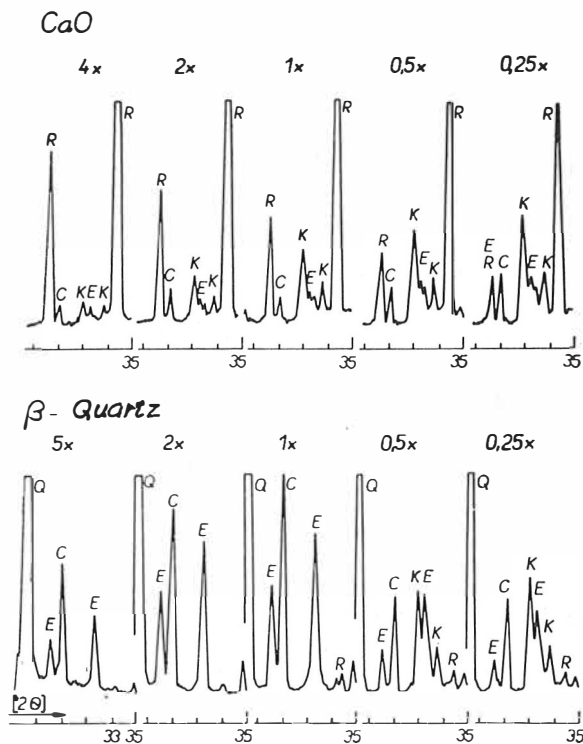 CaO
4x 2x 1x 0,5x 0,25x
R R R R R
R R R K K
R
C K E K C K E K C K E K C E K E R C E K
35 35 35 35 35
β- Quartz
5x 2x 1x 0,5x 0,25x
Q Q C Q C E Q Q
C E K E K
E E E E C K R E C E K R
E R
[2θ] 33 35 35 35 35 35